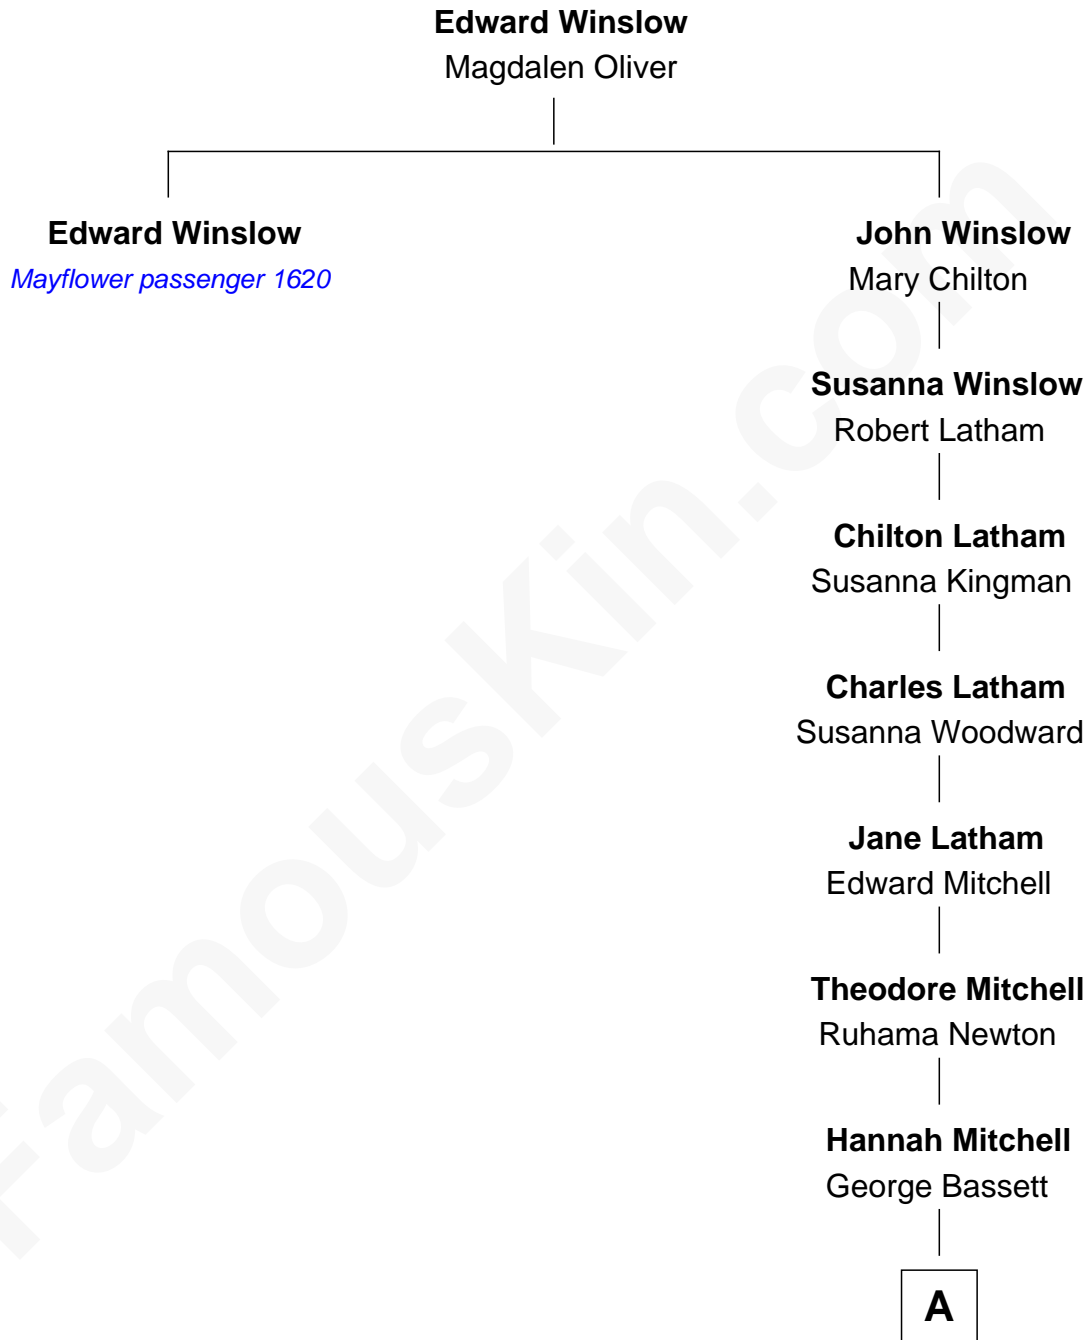 Edward Winslow
Magdalen Oliver
Edward Winslow
Mayflower passenger 1620
John Winslow
Mary Chilton
Susanna Winslow
Robert Latham
Chilton Latham
Susanna Kingman
Charles Latham
Susanna Woodward
Jane Latham
Edward Mitchell
Theodore Mitchell
Ruhama Newton
Hannah Mitchell
George Bassett
A
FamousKin.com